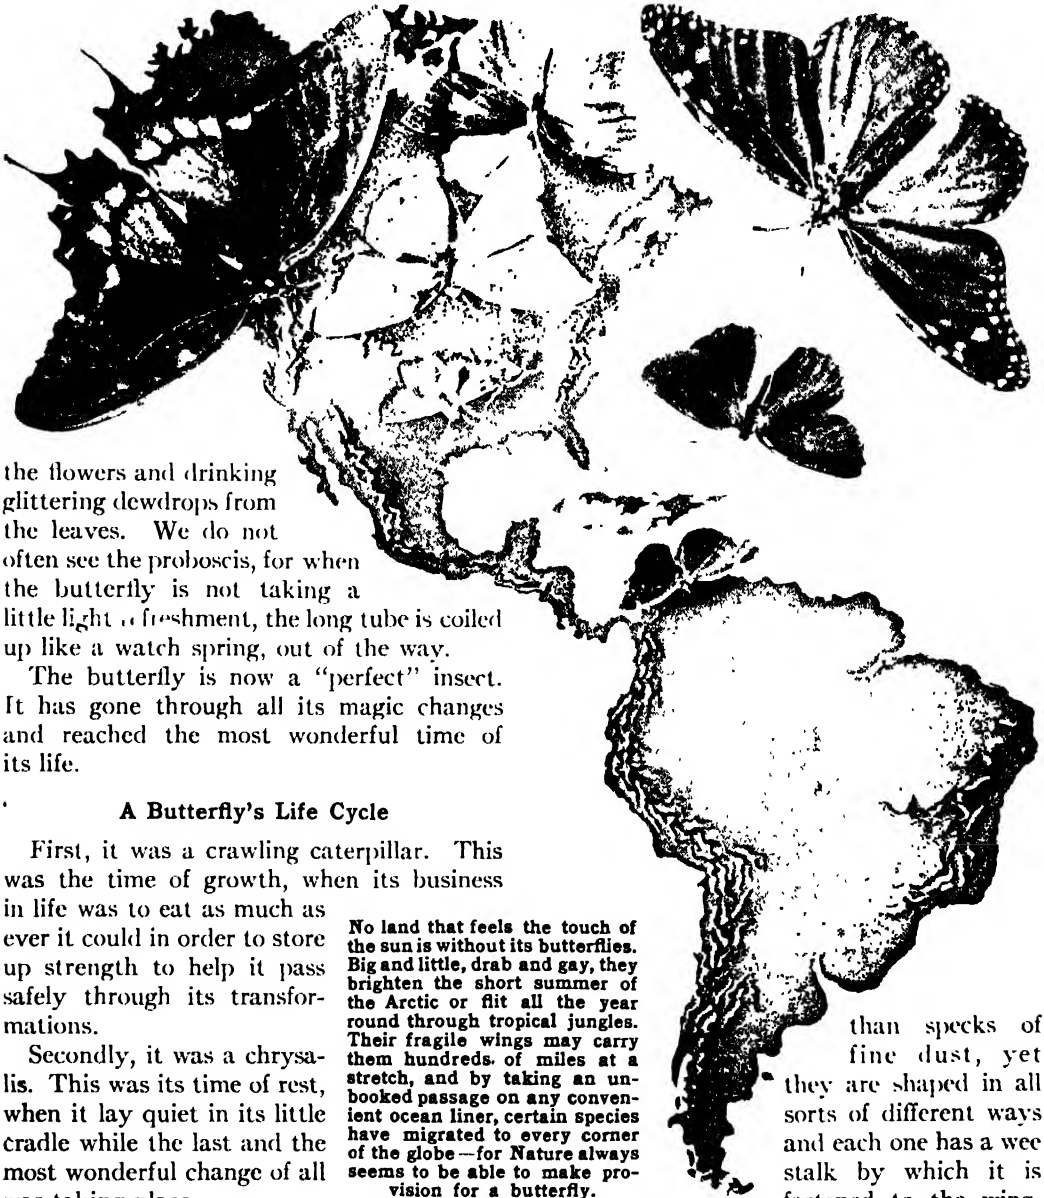 the flowers and drinking
glittering dewdrops from
the leaves. We do not
often see the proboscis, for when
the butterfly is not taking a
little light refreshment, the long tube is coiled
up like a watch spring, out of the way.
The butterfly is now a "perfect" insect.
It has gone through all its magic changes
and reached the most wonderful time of
its life.
A Butterfly's Life Cycle
First, it was a crawling caterpillar. This
was the time of growth, when its business
in life was to eat as much as
ever it could in order to store
up strength to help it pass
safely through its transfor-
mations.
Secondly, it was a chrysa-
lis. This was its time of rest,
when it lay quiet in its little
cradle while the last and the
most wonderful change of all
was taking place.
No land that feels the touch of
the sun is without its butterflies.
Big and little, drab and gay, they
brighten the short summer of
the Arctic or flit all the year
round through tropical jungles.
Their fragile wings may carry
them hundreds of miles at a
stretch, and by taking an un-
booked passage on any conven-
ient ocean liner, certain species
have migrated to every corner
of the globe—for Nature always
seems to be able to make pro-
vision for a butterfly.
than specks of
fine dust, yet
they are shaped in all
sorts of different ways
and each one has a wee
stalk by which it is
fastened to the wing